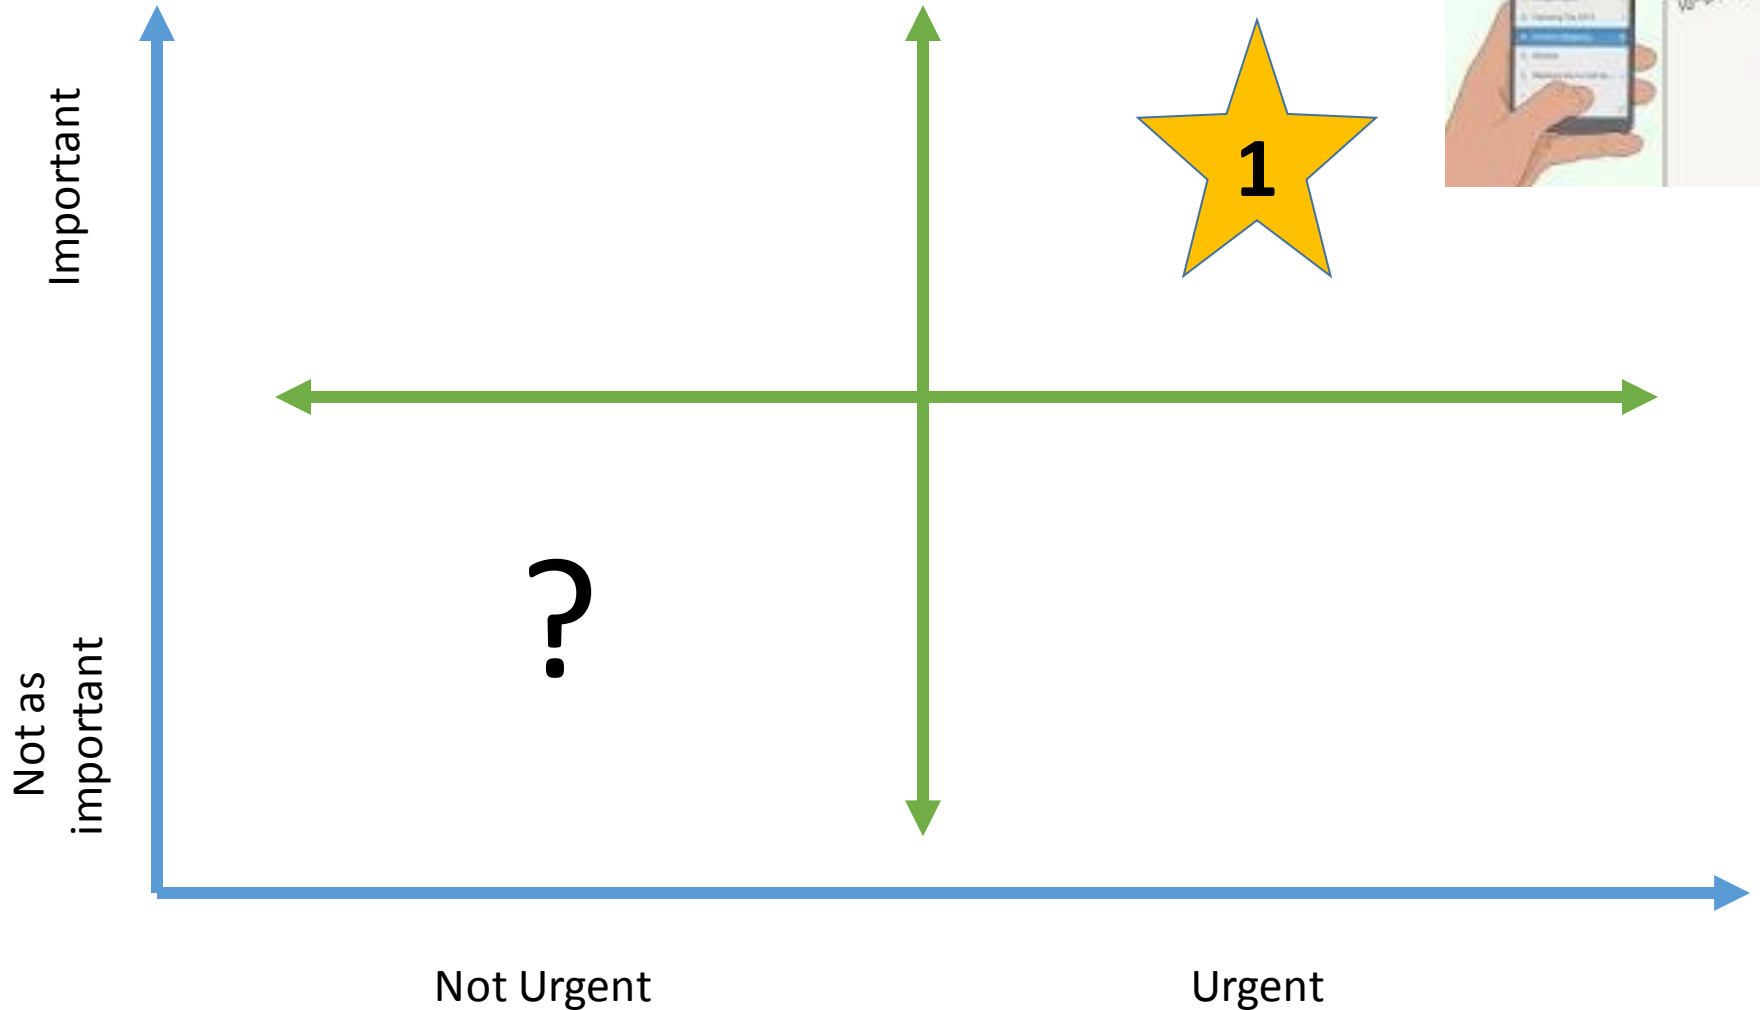 Important
1
?
Not as
important
Not Urgent
Urgent